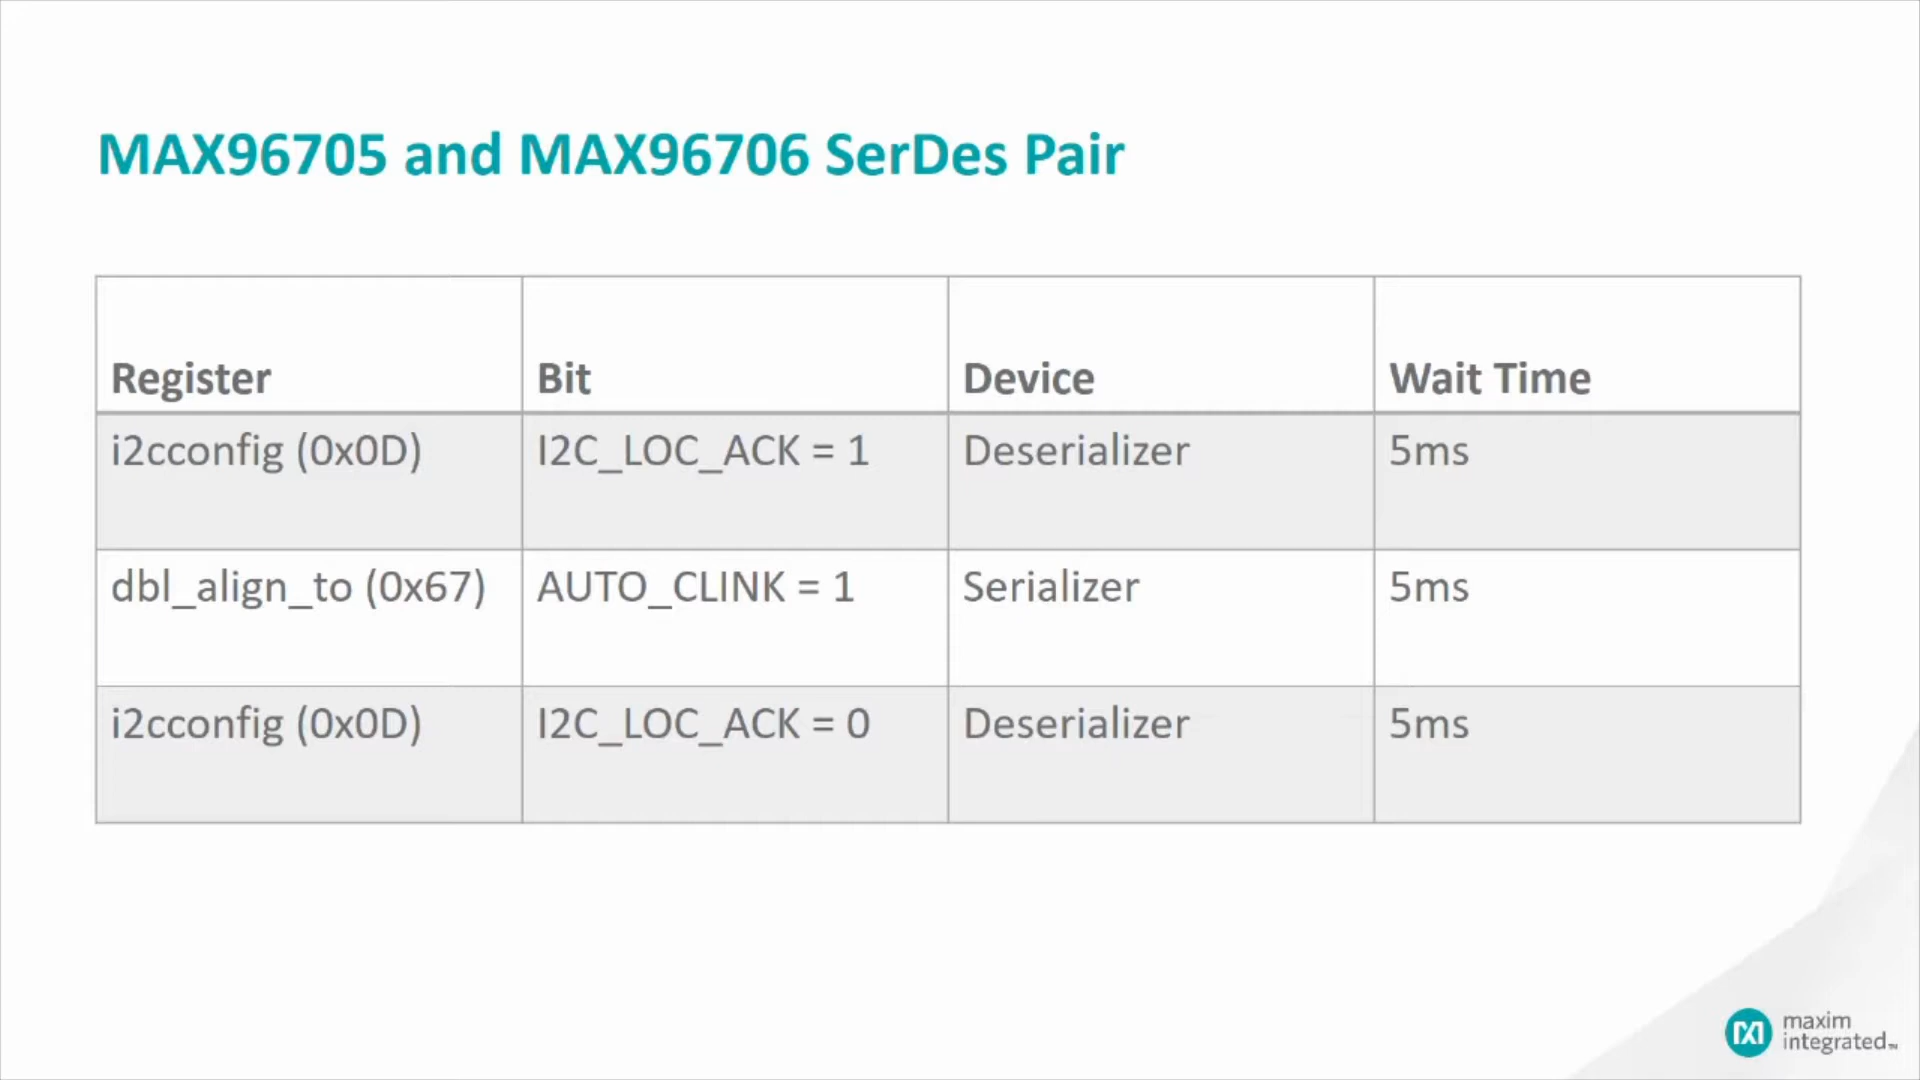 MAX96705 and MAX96706 SerDes Pair
Register Bit Device Wait Time
i2cconfig (0x0D) I2C_LOC_ACK = 1 Deserializer 5ms
dbl_align_to (0x67) AUTO_CLINK = 1 Serializer 5ms
i2cconfig (0x0D) I2C_LOC_ACK = 0 Deserializer 5ms
maxim
integrated™